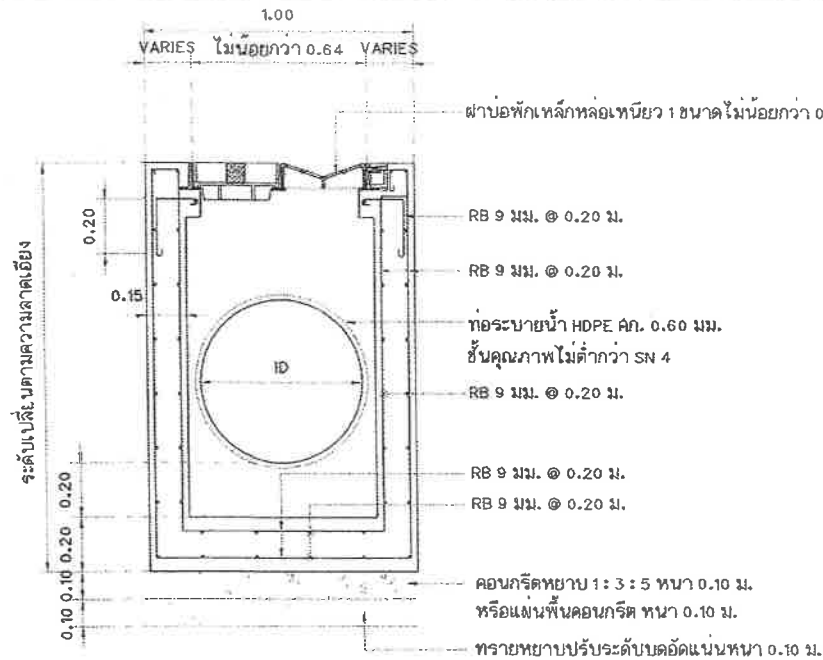 1.00
VARIES ไม่น้อยกว่า 0.64 VARIES
ฝาบ่อพักเหล็กหล่อเหนียว 1 ขนาดไม่น้อยกว่า 0
0.20
RB 9 มม. @ 0.20 ม.
RB 9 มม. @ 0.20 ม.
0.15
ท่อระบายน้ำ HDPE ศก. 0.60 มม.
ชั้นคุณภาพไม่ต่ำกว่า SN 4
ID
RB 9 มม. @ 0.20 ม.
ระดับเปลี่ยนตามความลาดเอียง
RB 9 มม. @ 0.20 ม.
0.20
RB 9 มม. @ 0.20 ม.
0.20
คอนกรีตหยาบ 1 : 3 : 5 หนา 0.10 ม.
0.10
หรือแผ่นพื้นคอนกรีต หนา 0.10 ม.
0.10
ทรายหยาบปรับระดับบดอัดแน่นหนา 0.10 ม.